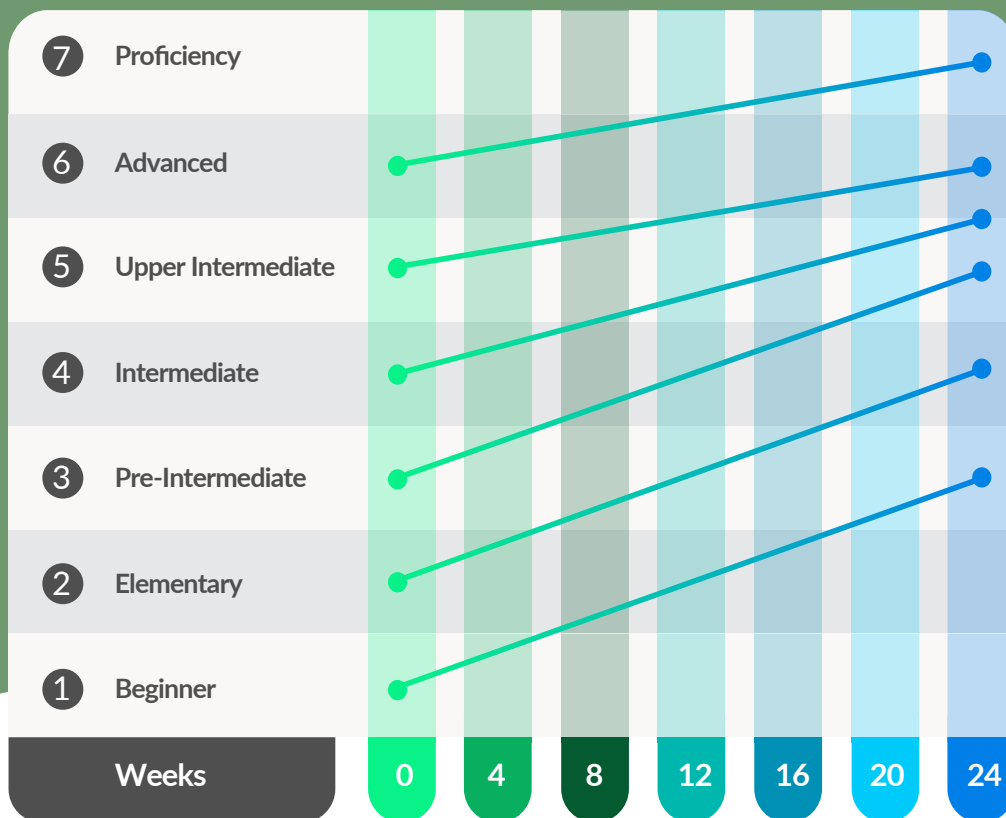 7 Proficiency
6 Advanced
5 Upper Intermediate
4 Intermediate
3 Pre-Intermediate
2 Elementary
1 Beginner
Weeks 0 4 8 12 16 20 24